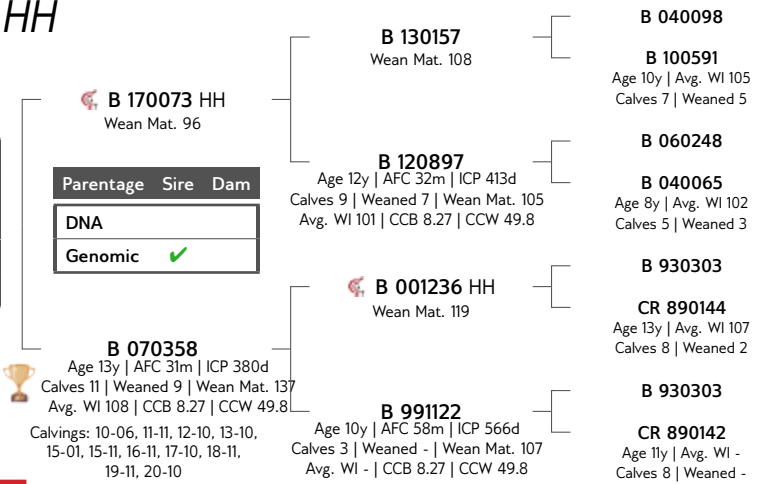 HH
B 170073 HH
Wean Mat. 96
Parentage Sire Dam
DNA
Genomic ✔
B 070358
Age 13y | AFC 31m | ICP 380d
Calves 11 | Weaned 9 | Wean Mat. 137
Avg. WI 108 | CCB 8.27 | CCW 49.8
Calvings: 10-06, 11-11, 12-10, 13-10,
15-01, 15-11, 16-11, 17-10, 18-11,
19-11, 20-10
B 130157
Wean Mat. 108
B 120897
Age 12y | AFC 32m | ICP 413d
Calves 9 | Weaned 7 | Wean Mat. 105
Avg. WI 101 | CCB 8.27 | CCW 49.8
B 001236 HH
Wean Mat. 119
B 991122
Age 10y | AFC 58m | ICP 566d
Calves 3 | Weaned - | Wean Mat. 107
Avg. WI - | CCB 8.27 | CCW 49.8
B 040098
B 100591
Age 10y | Avg. WI 105
Calves 7 | Weaned 5
B 060248
B 040065
Age 8y | Avg. WI 102
Calves 5 | Weaned 3
B 930303
CR 890144
Age 13y | Avg. WI 107
Calves 8 | Weaned 2
B 930303
CR 890142
Age 11y | Avg. WI -
Calves 8 | Weaned -